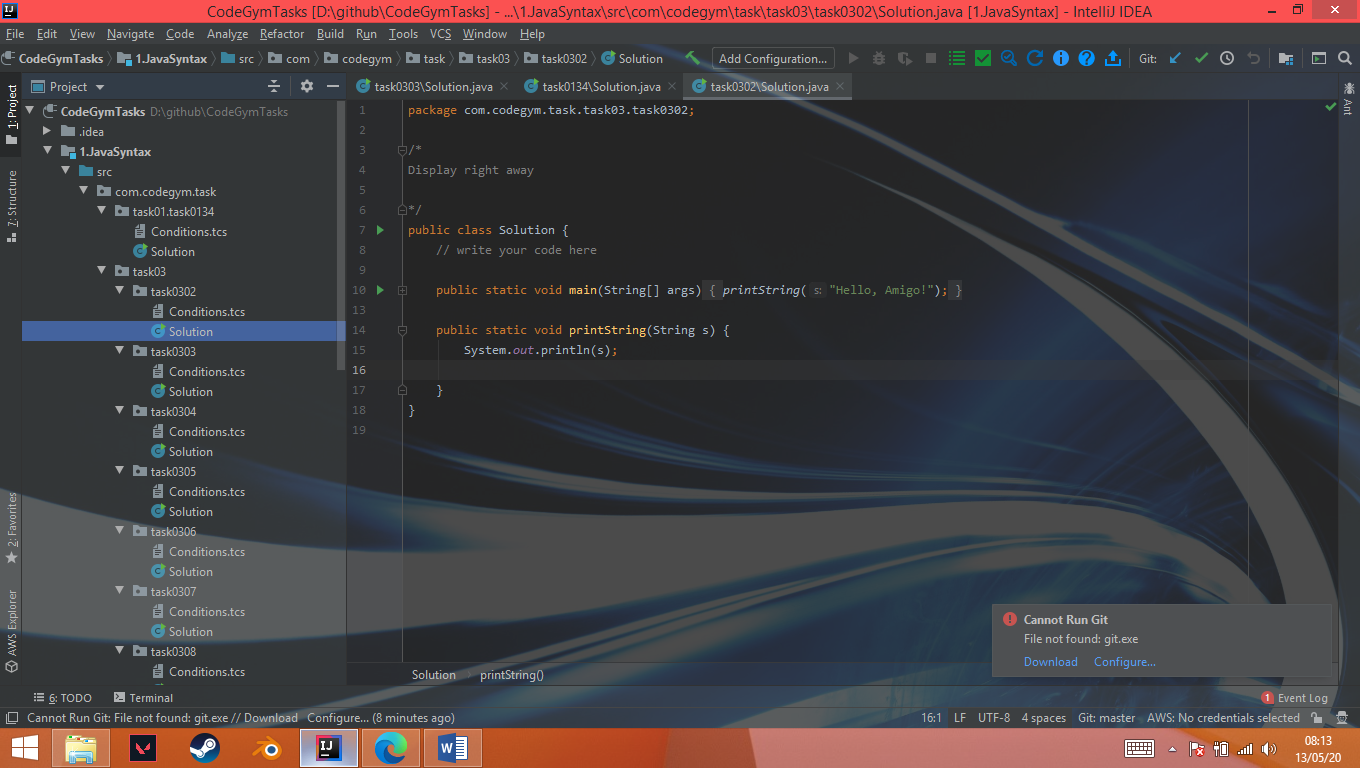 CodeGymTasks [D:\github\CodeGymTasks] - ...\1.JavaSyntax\src\com\codegym\task\task03\task0302\Solution.java [1.JavaSyntax] - IntelliJ IDEA
File Edit View Navigate Code Analyze Refactor Build Run Tools VCS Window Help
CodeGymTasks 1.JavaSyntax src com codegym task task03 task0302 Solution Add Configuration... Git:
Project
task0303\Solution.java task0134\Solution.java task0302\Solution.java
1: Project
7: Structure
2: Favorites
AWS Explorer
Ant
CodeGymTasks D:\github\CodeGymTasks
.idea
1.JavaSyntax
src
com.codegym.task
task01.task0134
Conditions.tcs
Solution
task03
task0302
Conditions.tcs
Solution
task0303
Conditions.tcs
Solution
task0304
Conditions.tcs
Solution
task0305
Conditions.tcs
Solution
task0306
Conditions.tcs
Solution
task0307
Conditions.tcs
Solution
task0308
Conditions.tcs
1 package com.codegym.task.task03.task0302;
2
3 /*
4 Display right away
5
6 */
7 public class Solution {
8 // write your code here
9
10 public static void main(String[] args) { printString( s: "Hello, Amigo!"); }
13
14 public static void printString(String s) {
15 System.out.println(s);
16
17 }
18 }
19
Solution printString()
Cannot Run Git
File not found: git.exe
Download Configure...
6: TODO Terminal 1 Event Log
Cannot Run Git: File not found: git.exe // Download Configure... (8 minutes ago) 16:1 LF UTF-8 4 spaces Git: master AWS: No credentials selected
08:13
13/05/20